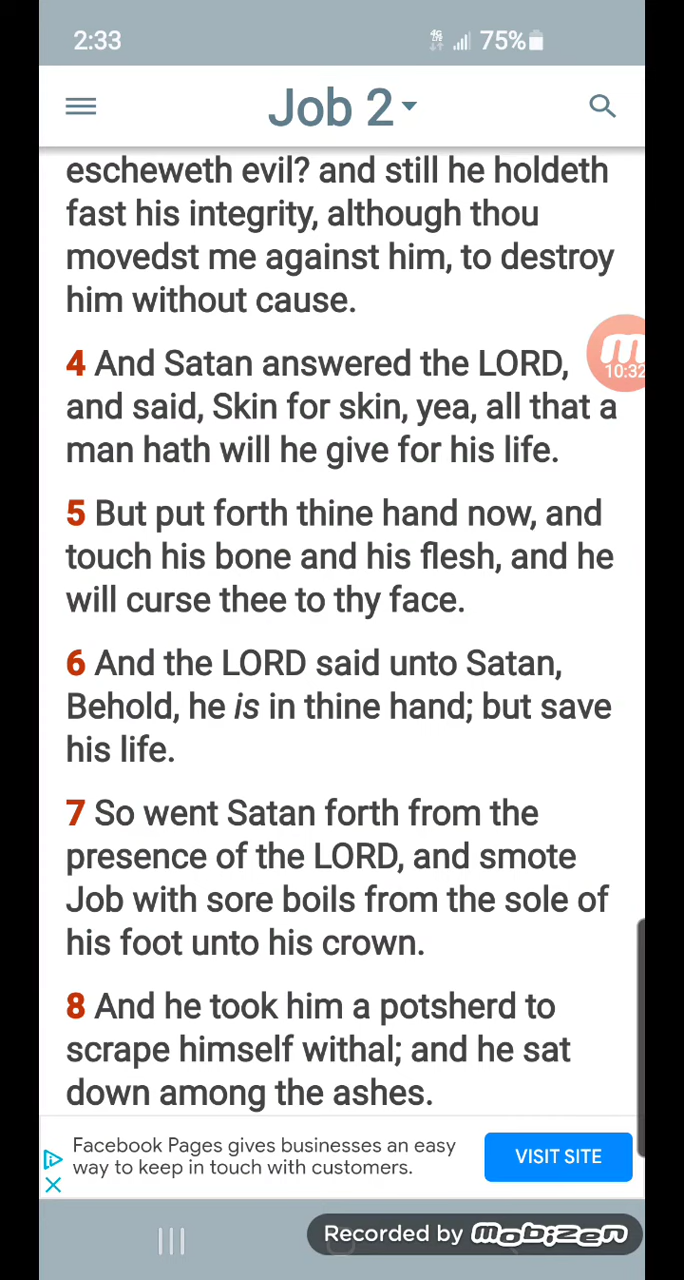 2:33
75%
Job 2
escheweth evil? and still he holdeth
fast his integrity, although thou
movedst me against him, to destroy
him without cause.
4 And Satan answered the LORD,
and said, Skin for skin, yea, all that a
man hath will he give for his life.
10:32
5 But put forth thine hand now, and
touch his bone and his flesh, and he
will curse thee to thy face.
6 And the LORD said unto Satan,
Behold, he is in thine hand; but save
his life.
7 So went Satan forth from the
presence of the LORD, and smote
Job with sore boils from the sole of
his foot unto his crown.
8 And he took him a potsherd to
scrape himself withal; and he sat
down among the ashes.
Facebook Pages gives businesses an easy
way to keep in touch with customers.
VISIT SITE
Recorded by mobizen